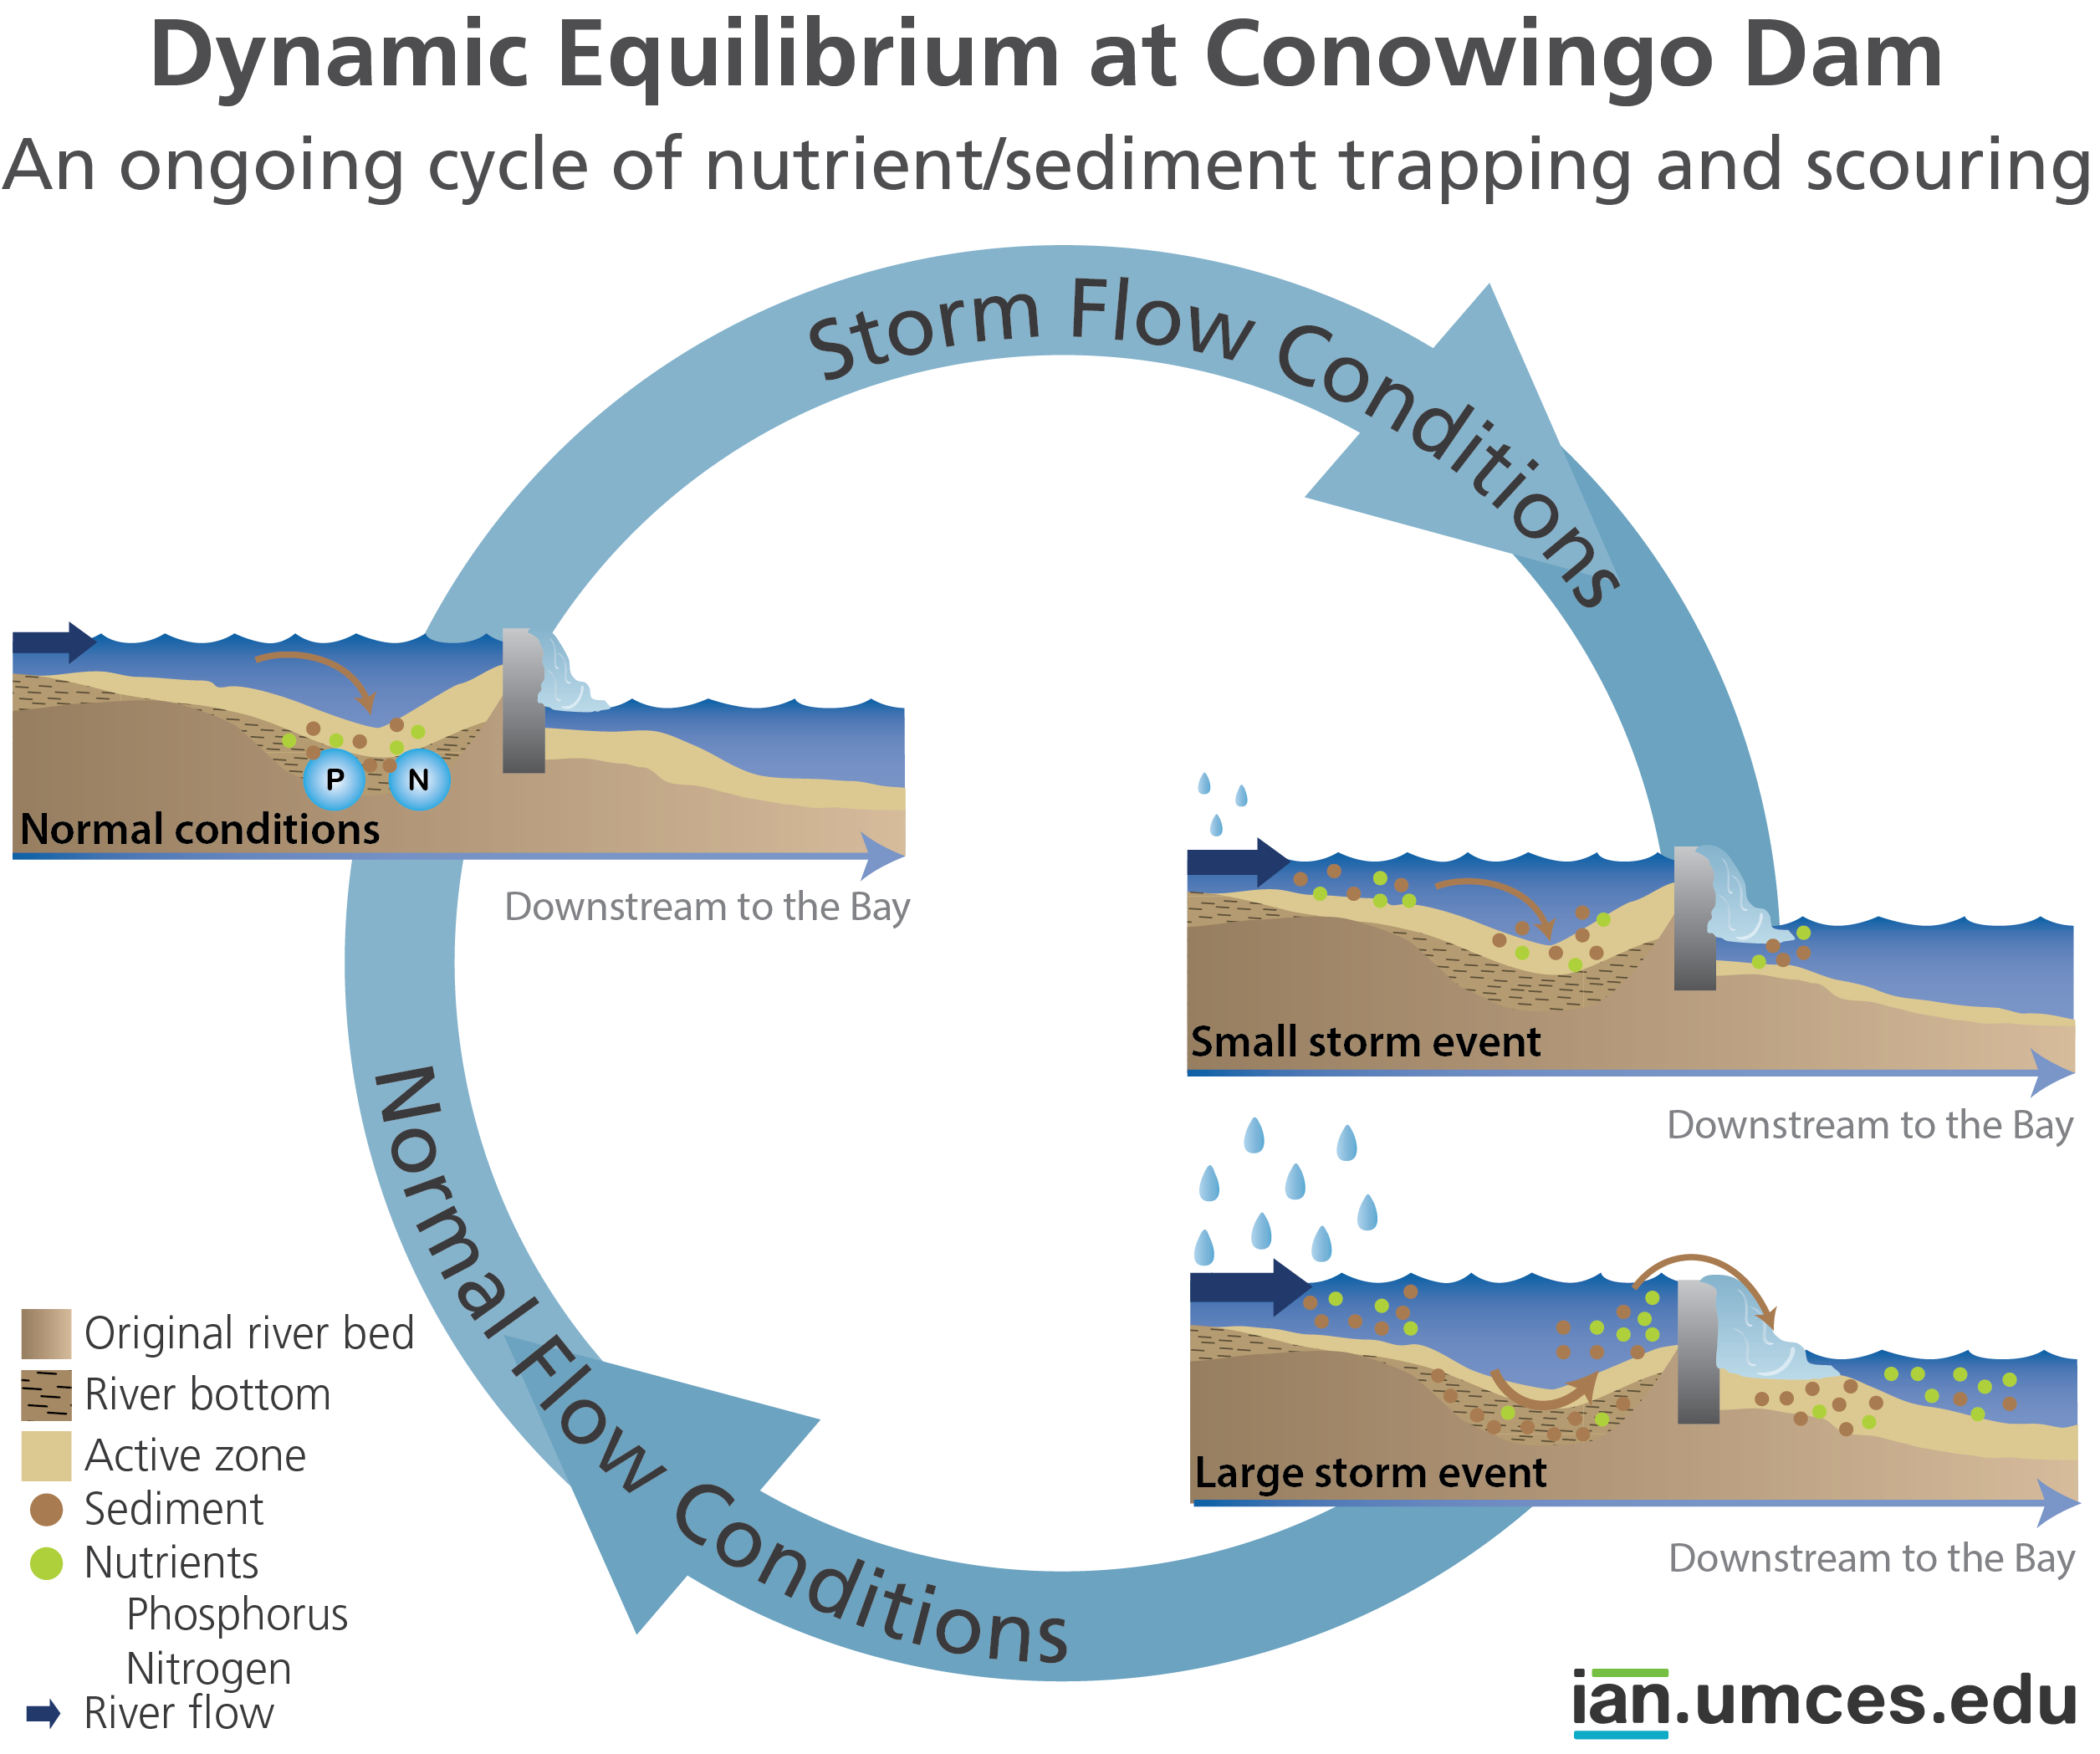 Dynamic Equilibrium at Conowingo Dam
An ongoing cycle of nutrient/sediment trapping and scouring
Storm Flow Conditions
P
N
Normal conditions
Downstream to the Bay
Small storm event
Downstream to the Bay
Large storm event
Downstream to the Bay
Normal Flow Conditions
Original river bed
River bottom
Active zone
Sediment
Nutrients
Phosphorus
Nitrogen
River flow
ian.umces.edu